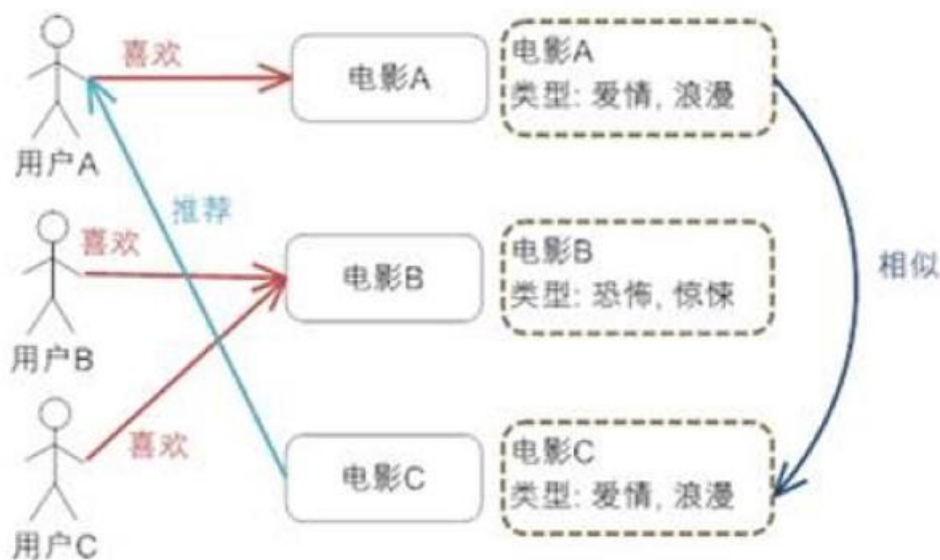 喜欢
电影A
电影A
类型: 爱情, 浪漫
用户A
推荐
喜欢
电影B
电影B
类型: 恐怖, 惊悚
相似
用户B
喜欢
电影C
电影C
类型: 爱情, 浪漫
用户C